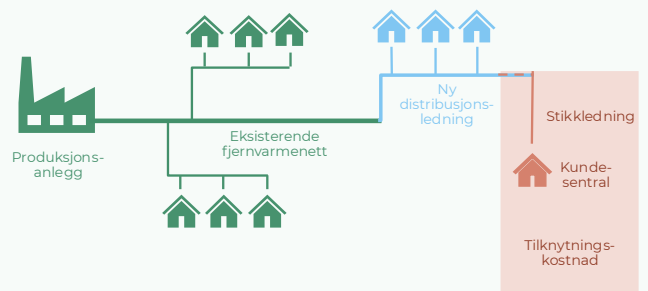 Produksjons-
anlegg
Eksisterende
fjernvarmenett
Ny
distribusjons-
ledning
Stikkledning
Kunde-
sentral
Tilknytnings-
kostnad